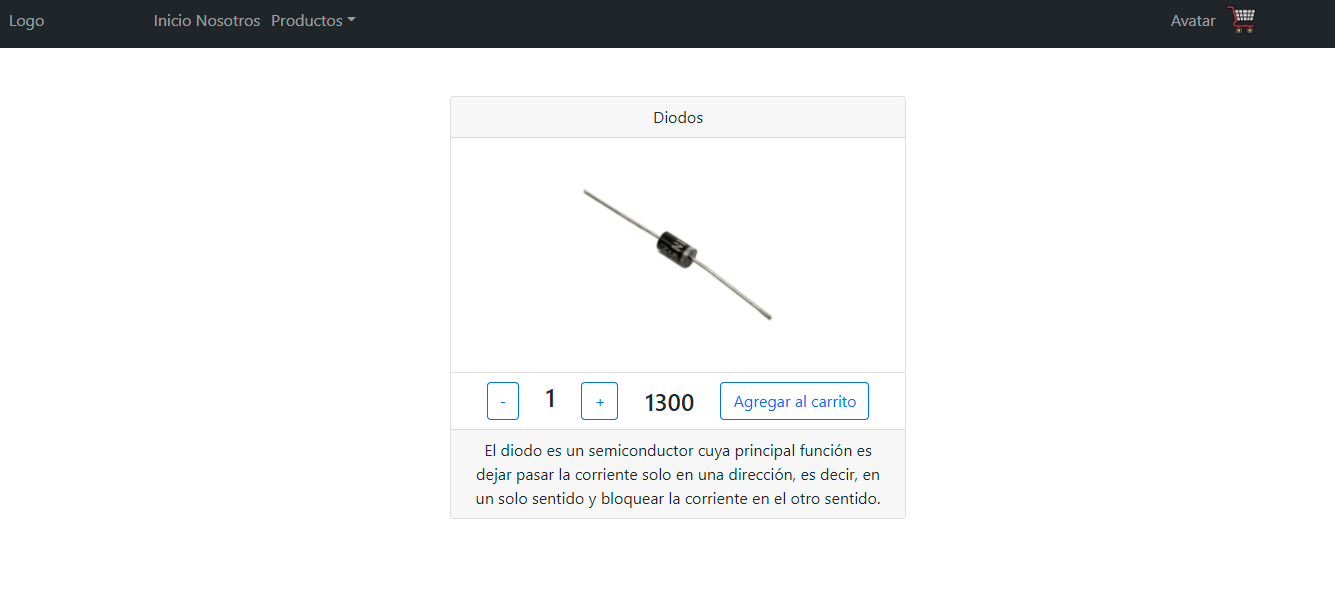 Logo Inicio Nosotros Productos Avatar
Diodos
- 1 + 1300 Agregar al carrito
El diodo es un semiconductor cuya principal función es
dejar pasar la corriente solo en una dirección, es decir, en
un solo sentido y bloquear la corriente en el otro sentido.